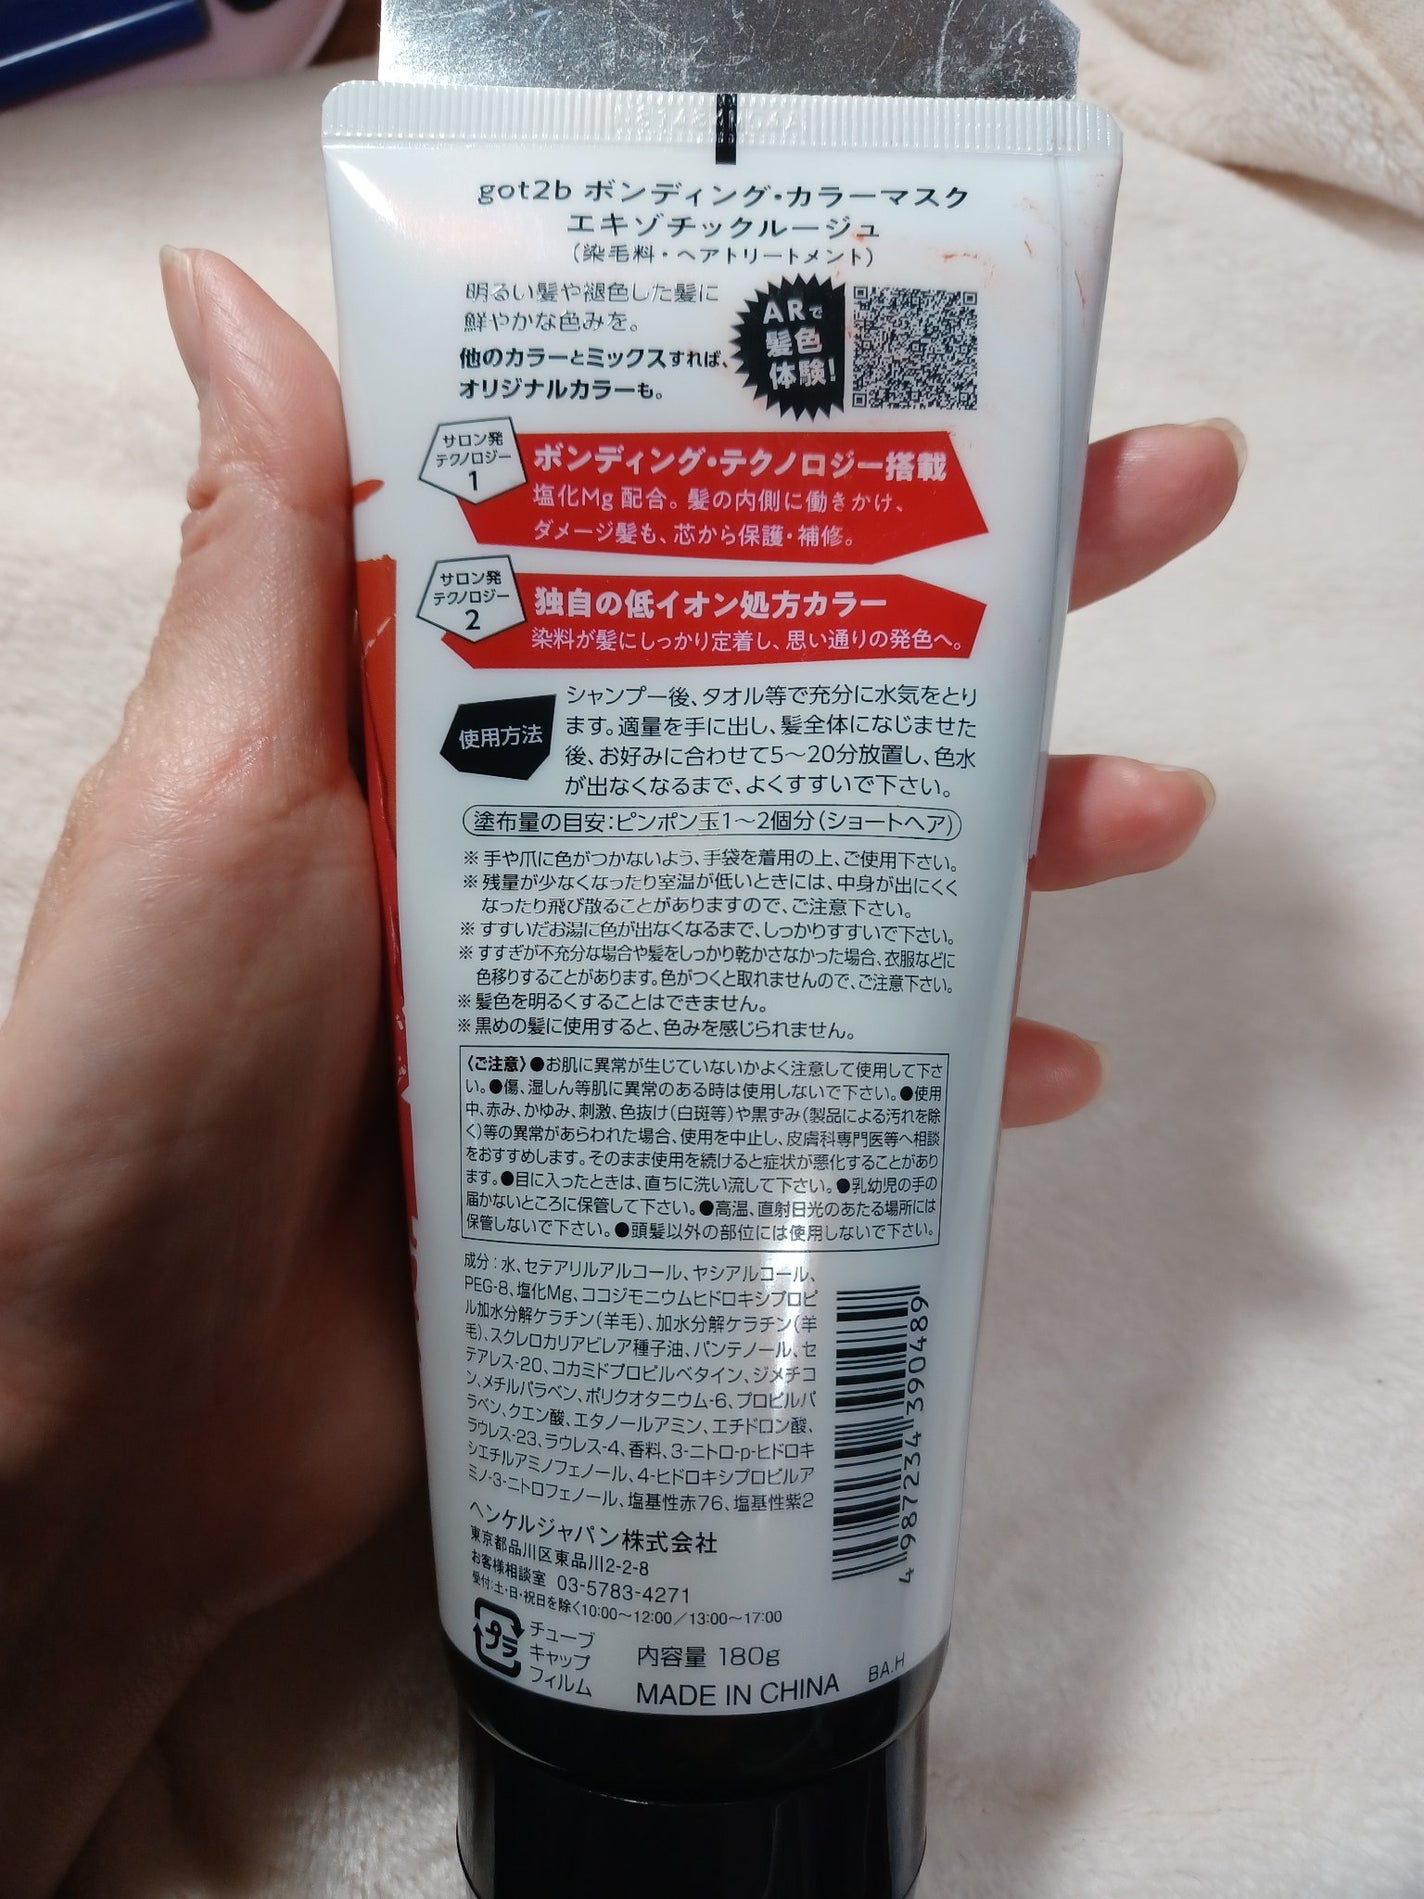 got2b ボンディング・カラーマスク
エキゾチックルージュ
(染毛料・ヘアトリートメント)
明るい髪や褪色した髪に
鮮やかな色みを。
他のカラーとミックスすれば、
オリジナルカラーも。
ARで
髪色
体験!
サロン発
テクノロジー
1
ボンディング・テクノロジー搭載
塩化Mg 配合。髪の内側に働きかけ、
ダメージ髪も、芯から保護・補修。
サロン発
テクノロジー
2
独自の低イオン処方カラー
染料が髪にしっかり定着し、思い通りの発色へ。
使用方法
シャンプー後、タオル等で充分に水気をとり
ます。適量を手に出し、髪全体になじませた
後、お好みに合わせて5〜20分放置し、色水
が出なくなるまで、よくすすいで下さい。
塗布量の目安:ピンポン玉1〜2個分(ショートヘア)
※手や爪に色がつかないよう、手袋を着用の上、ご使用下さい。
※残量が少なくなったり室温が低いときには、中身が出にくく
なったり飛び散ることがありますので、ご注意下さい。
※すすいだお湯に色が出なくなるまで、しっかりすすいで下さい。
※すすぎが不充分な場合や髪をしっかり乾かさなかった場合、衣服などに
色移りすることがあります。色がつくと取れませんので、ご注意下さい。
※髪色を明るくすることはできません。
※黒めの髪に使用すると、色みを感じられません。
〈ご注意〉●お肌に異常が生じていないかよく注意して使用して下さ
い。●傷、湿しん等肌に異常のある時は使用しないで下さい。●使用
中、赤み、かゆみ、刺激、色抜け(白斑等)や黒ずみ(製品による汚れを除
く)等の異常があらわれた場合、使用を中止し、皮膚科専門医等へ相談
をおすすめします。そのまま使用を続けると症状が悪化することがあり
ます。●目に入ったときは、直ちに洗い流して下さい。●乳幼児の手の
届かないところに保管して下さい。●高温、直射日光のあたる場所には
保管しないで下さい。●頭髪以外の部位には使用しないで下さい。
成分:水、セテアリルアルコール、ヤシアルコール、
PEG-8、塩化Mg、ココジモニウムヒドロキシプロピ
ル加水分解ケラチン(羊毛)、加水分解ケラチン(羊
毛)、スクレロカリアビレア種子油、パンテノール、セ
テアレス-20、コカミドプロピルベタイン、ジメチコ
ン、メチルパラベン、ポリクオタニウム-6、プロピルパ
ラベン、クエン酸、エタノールアミン、エチドロン酸、
ラウレス-23、ラウレス-4、香料、3-ニトロ-p-ヒドロキ
シエチルアミノフェノール、4-ヒドロキシプロピルア
ミノ-3-ニトロフェノール、塩基性赤76、塩基性紫2
4 987234 390489
ヘンケルジャパン株式会社
東京都品川区東品川2-2-8
お客様相談室 03-5783-4271
受付:土・日・祝日を除く10:00〜12:00/13:00〜17:00
プラ
チューブ
キャップ
フィルム
内容量 180g
MADE IN CHINA
BA.H